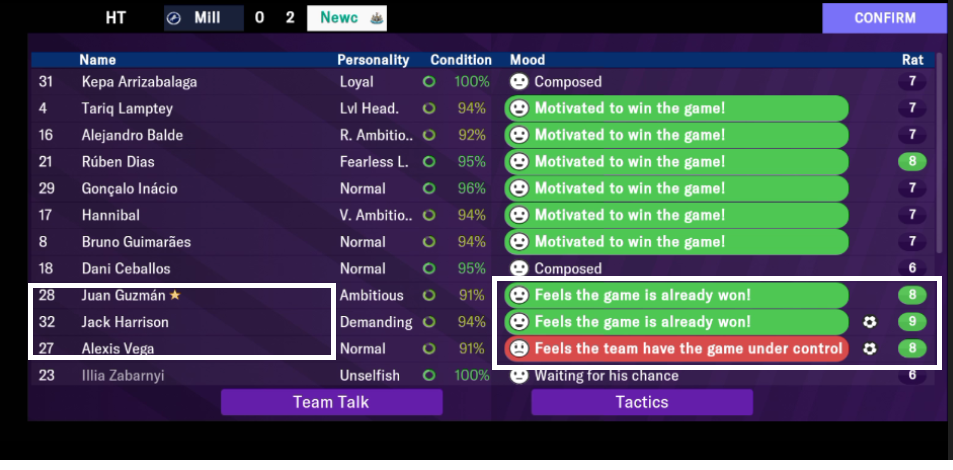 HT Mill 0 2 Newc CONFIRM
Name Personality Condition Mood Rat
31 Kepa Arrizabalaga Loyal 100% Composed 7
4 Tariq Lamptey Lvl Head. 94% Motivated to win the game! 7
16 Alejandro Balde R. Ambitio.. 92% Motivated to win the game! 7
21 Rúben Dias Fearless L. 95% Motivated to win the game! 8
29 Gonçalo Inácio Normal 96% Motivated to win the game! 7
17 Hannibal V. Ambitio.. 94% Motivated to win the game! 7
8 Bruno Guimarães Normal 94% Motivated to win the game! 7
18 Dani Ceballos Normal 95% Composed 6
28 Juan Guzmán Ambitious 91% Feels the game is already won! 8
32 Jack Harrison Demanding 94% Feels the game is already won! 9
27 Alexis Vega Normal 91% Feels the team have the game under control 8
23 Illia Zabarnyi Unselfish 100% Waiting for his chance 6
Team Talk Tactics